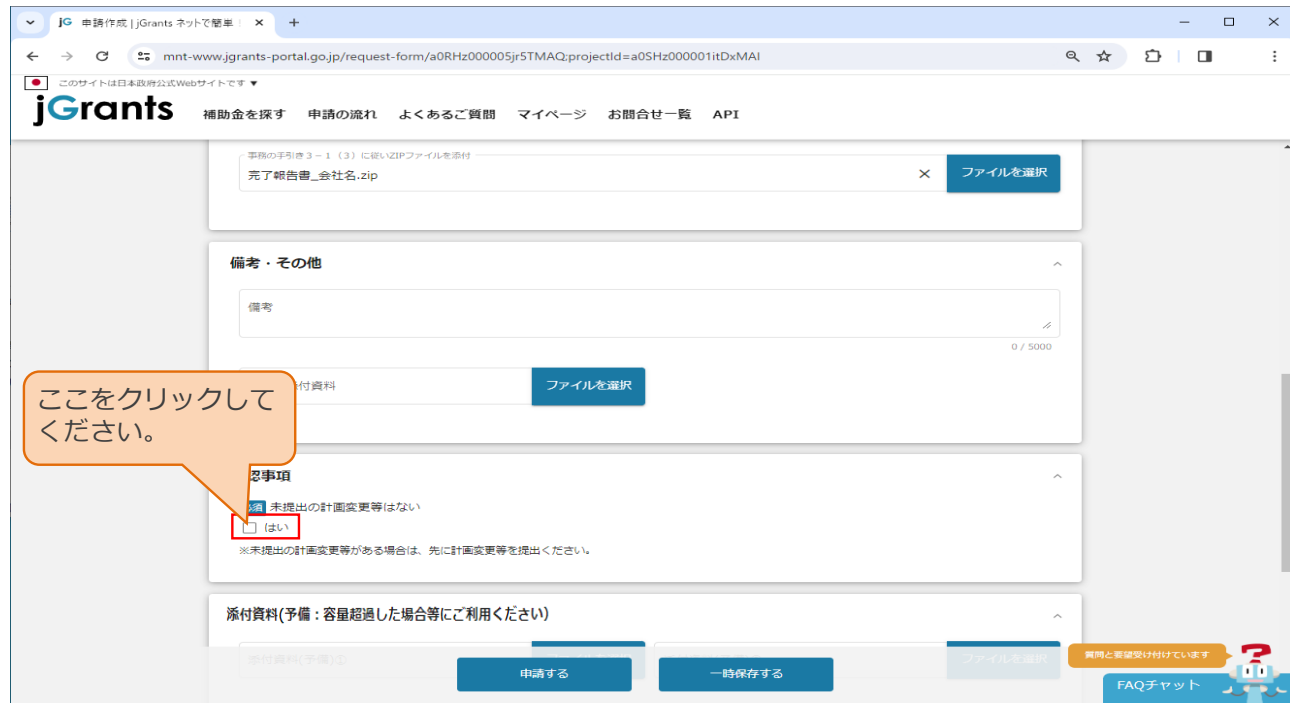 jG 申請作成 | jGrants ネットで簡単
mnt-www.jgrants-portal.go.jp/request-form/a0RHz000005jr5TMAQ;projectId=a0SHz000001itDxMAI
このサイトは日本政府公式Webサイトです ▼
jGrants 補助金を探す 申請の流れ よくあるご質問 マイページ お問合せ一覧 API
事務の手引き3－1（3）に従いZIPファイルを添付
完了報告書_会社名.zip
ファイルを選択
備考・その他
備考
0 / 5000
付資料
ファイルを選択
ここをクリックして
ください。
認事項
須 未提出の計画変更等はない
はい
※未提出の計画変更等がある場合は、先に計画変更等を提出ください。
添付資料(予備：容量超過した場合等にご利用ください)
添付資料(予備)①
ファイルを選択
申請する
一時保存する
質問と要望受け付けています
FAQチャット